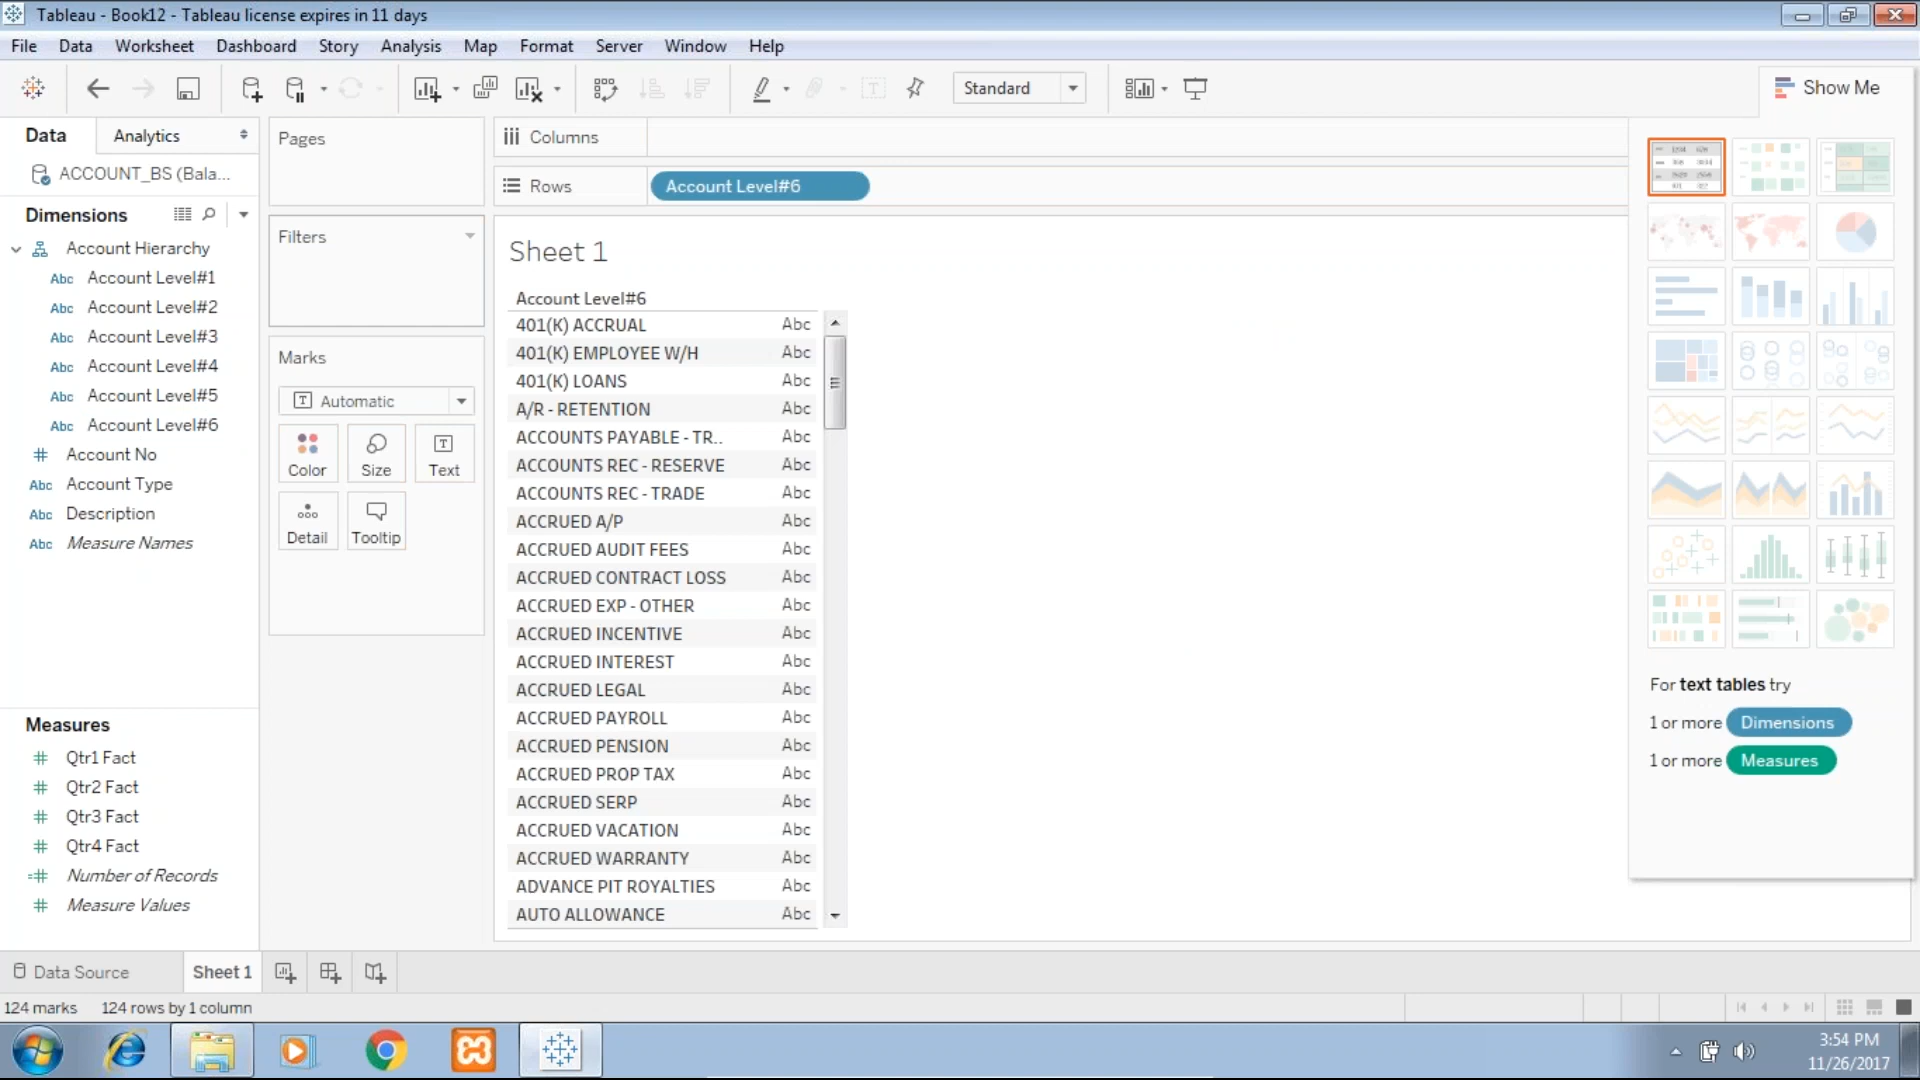 Tableau - Book12 - Tableau license expires in 11 days
File Data Worksheet Dashboard Story Analysis Map Format Server Window Help
Standard
Show Me
Data Analytics
ACCOUNT_BS (Bala...
Dimensions
Account Hierarchy
Abc Account Level#1
Abc Account Level#2
Abc Account Level#3
Abc Account Level#4
Abc Account Level#5
Abc Account Level#6
# Account No
Abc Account Type
Abc Description
Abc Measure Names
Measures
# Qtr1 Fact
# Qtr2 Fact
# Qtr3 Fact
# Qtr4 Fact
=# Number of Records
# Measure Values
Pages
Filters
Marks
T Automatic
Color Size Text
Detail Tooltip
Columns
Rows Account Level#6
Sheet 1
Account Level#6
401(K) ACCRUAL Abc
401(K) EMPLOYEE W/H Abc
401(K) LOANS Abc
A/R - RETENTION Abc
ACCOUNTS PAYABLE - TR.. Abc
ACCOUNTS REC - RESERVE Abc
ACCOUNTS REC - TRADE Abc
ACCRUED A/P Abc
ACCRUED AUDIT FEES Abc
ACCRUED CONTRACT LOSS Abc
ACCRUED EXP - OTHER Abc
ACCRUED INCENTIVE Abc
ACCRUED INTEREST Abc
ACCRUED LEGAL Abc
ACCRUED PAYROLL Abc
ACCRUED PENSION Abc
ACCRUED PROP TAX Abc
ACCRUED SERP Abc
ACCRUED VACATION Abc
ACCRUED WARRANTY Abc
ADVANCE PIT ROYALTIES Abc
AUTO ALLOWANCE Abc
For text tables try
1 or more Dimensions
1 or more Measures
Data Source Sheet 1
124 marks 124 rows by 1 column
3:54 PM
11/26/2017